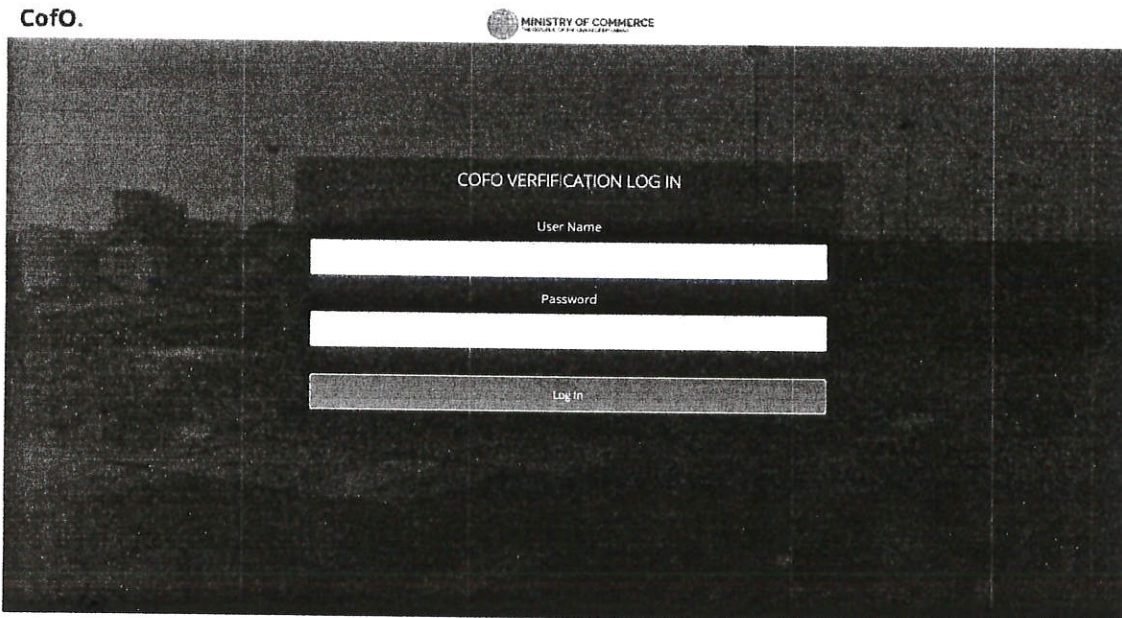 CofO.
MINISTRY OF COMMERCE
COFO VERFIFICATION LOG IN
User Name
Password
Log In